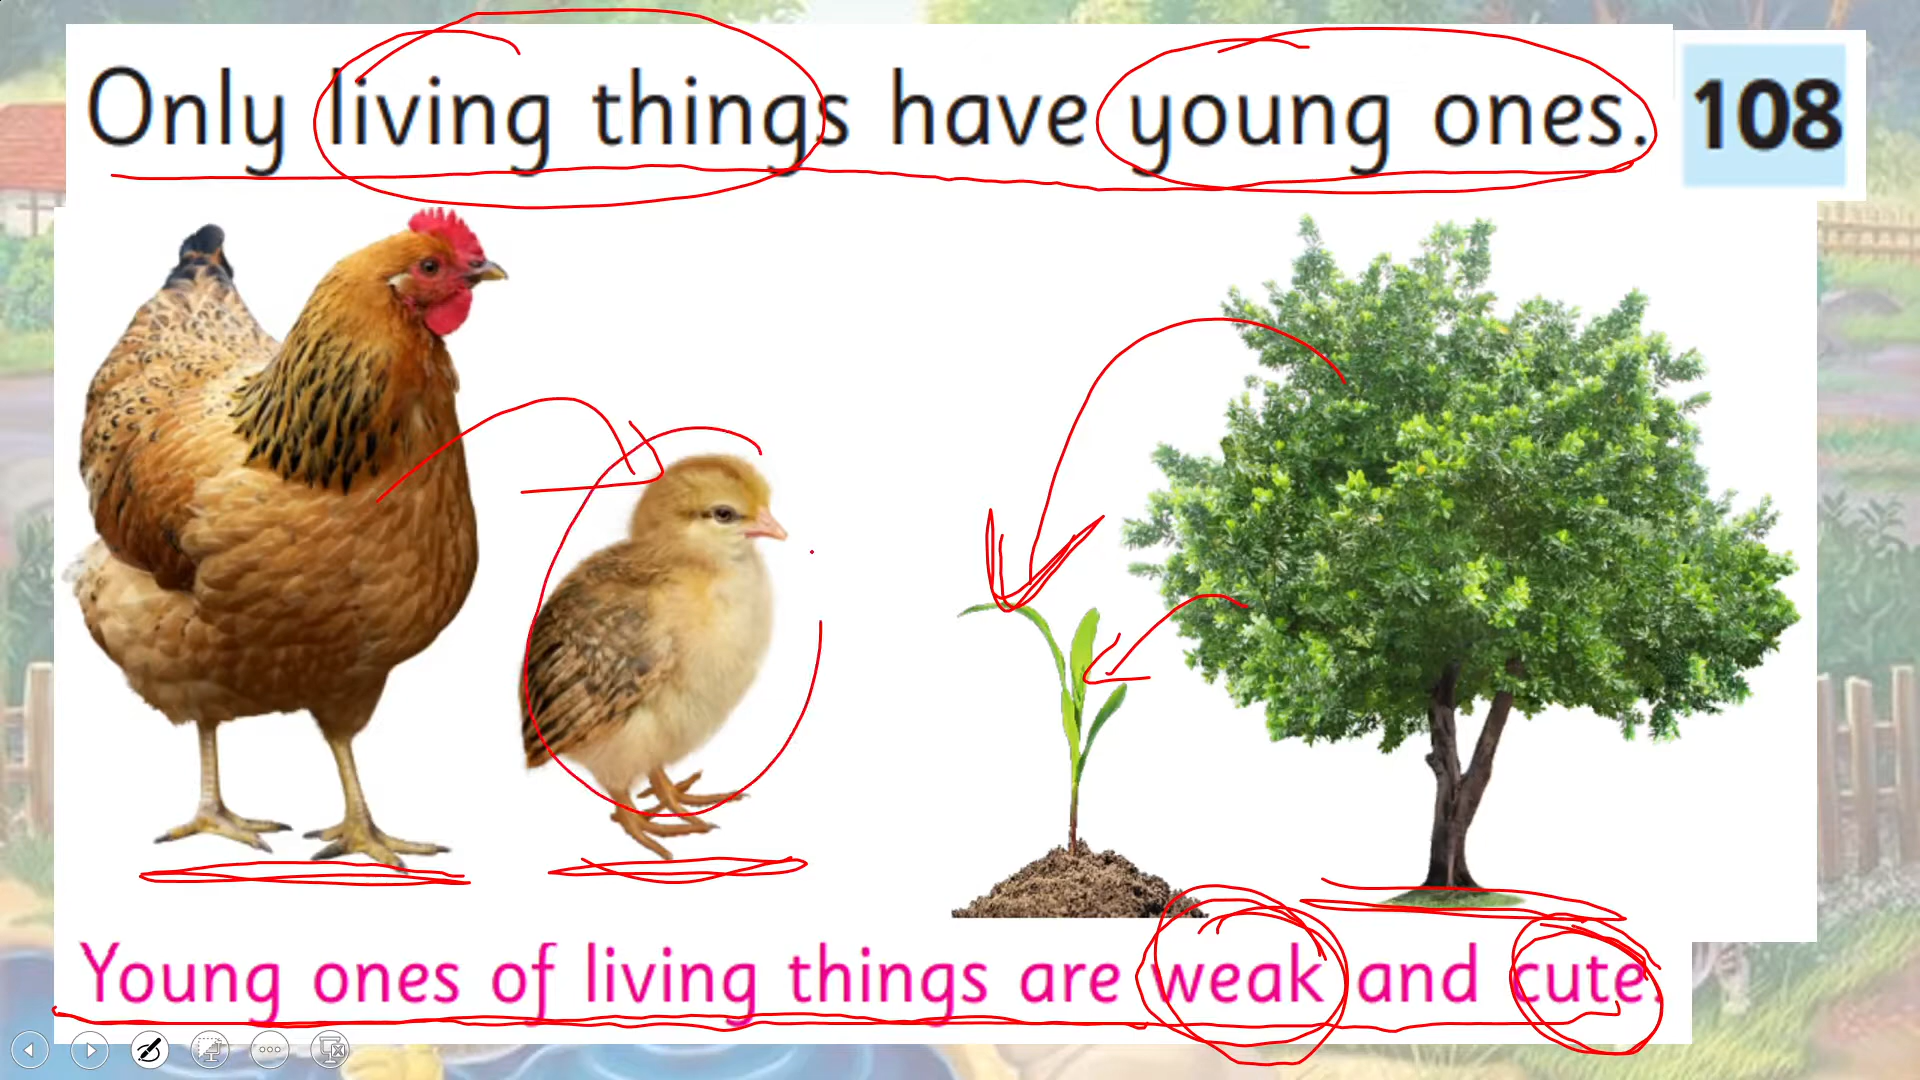 Only living things have young ones. 108
Young ones of living things are weak and cute.